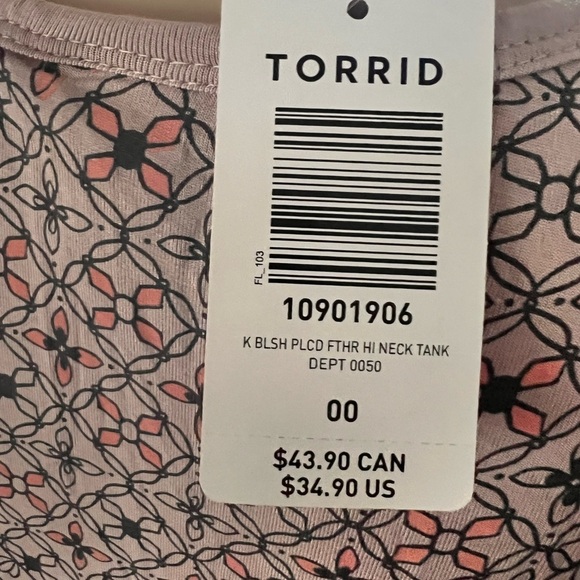 TORRID
FL_103
10901906
K BLSH PLCD FTHR HI NECK TANK
DEPT 0050
00
$43.90 CAN
$34.90 US